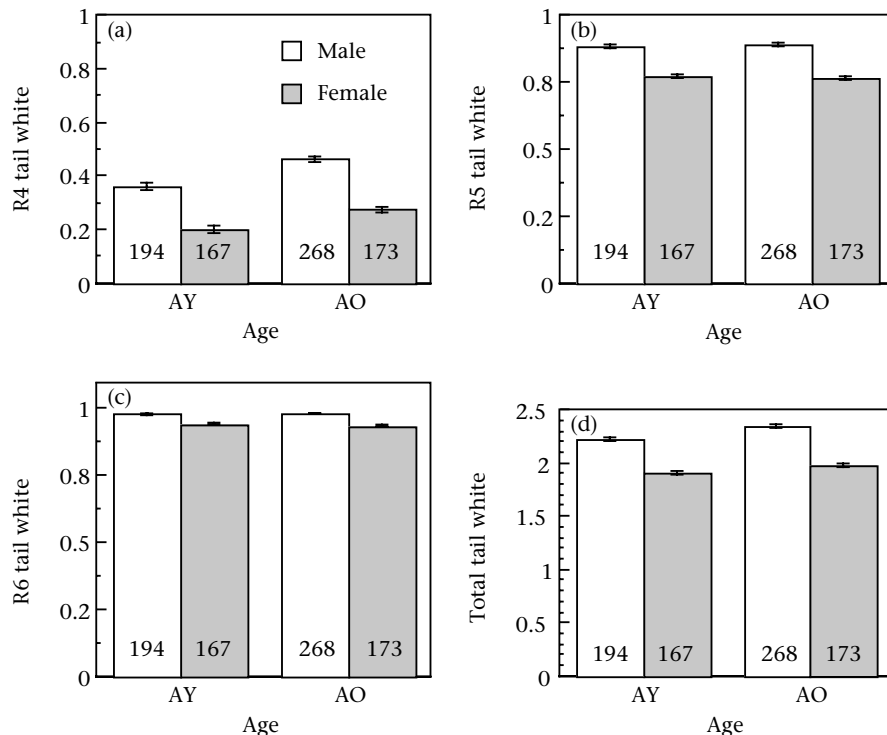 (a)
Male
Female
R4 tail white
1
0.8
0.6
0.4
0.2
0
194
167
268
173
AY
AO
Age
(b)
R5 tail white
1
0.8
0.5
0.2
0
194
167
268
173
AY
AO
Age
(c)
R6 tail white
1
0.8
0.5
0.2
0
194
167
268
173
AY
AO
Age
(d)
Total tail white
2.5
2
1.5
1
0.5
0
194
167
268
173
AY
AO
Age